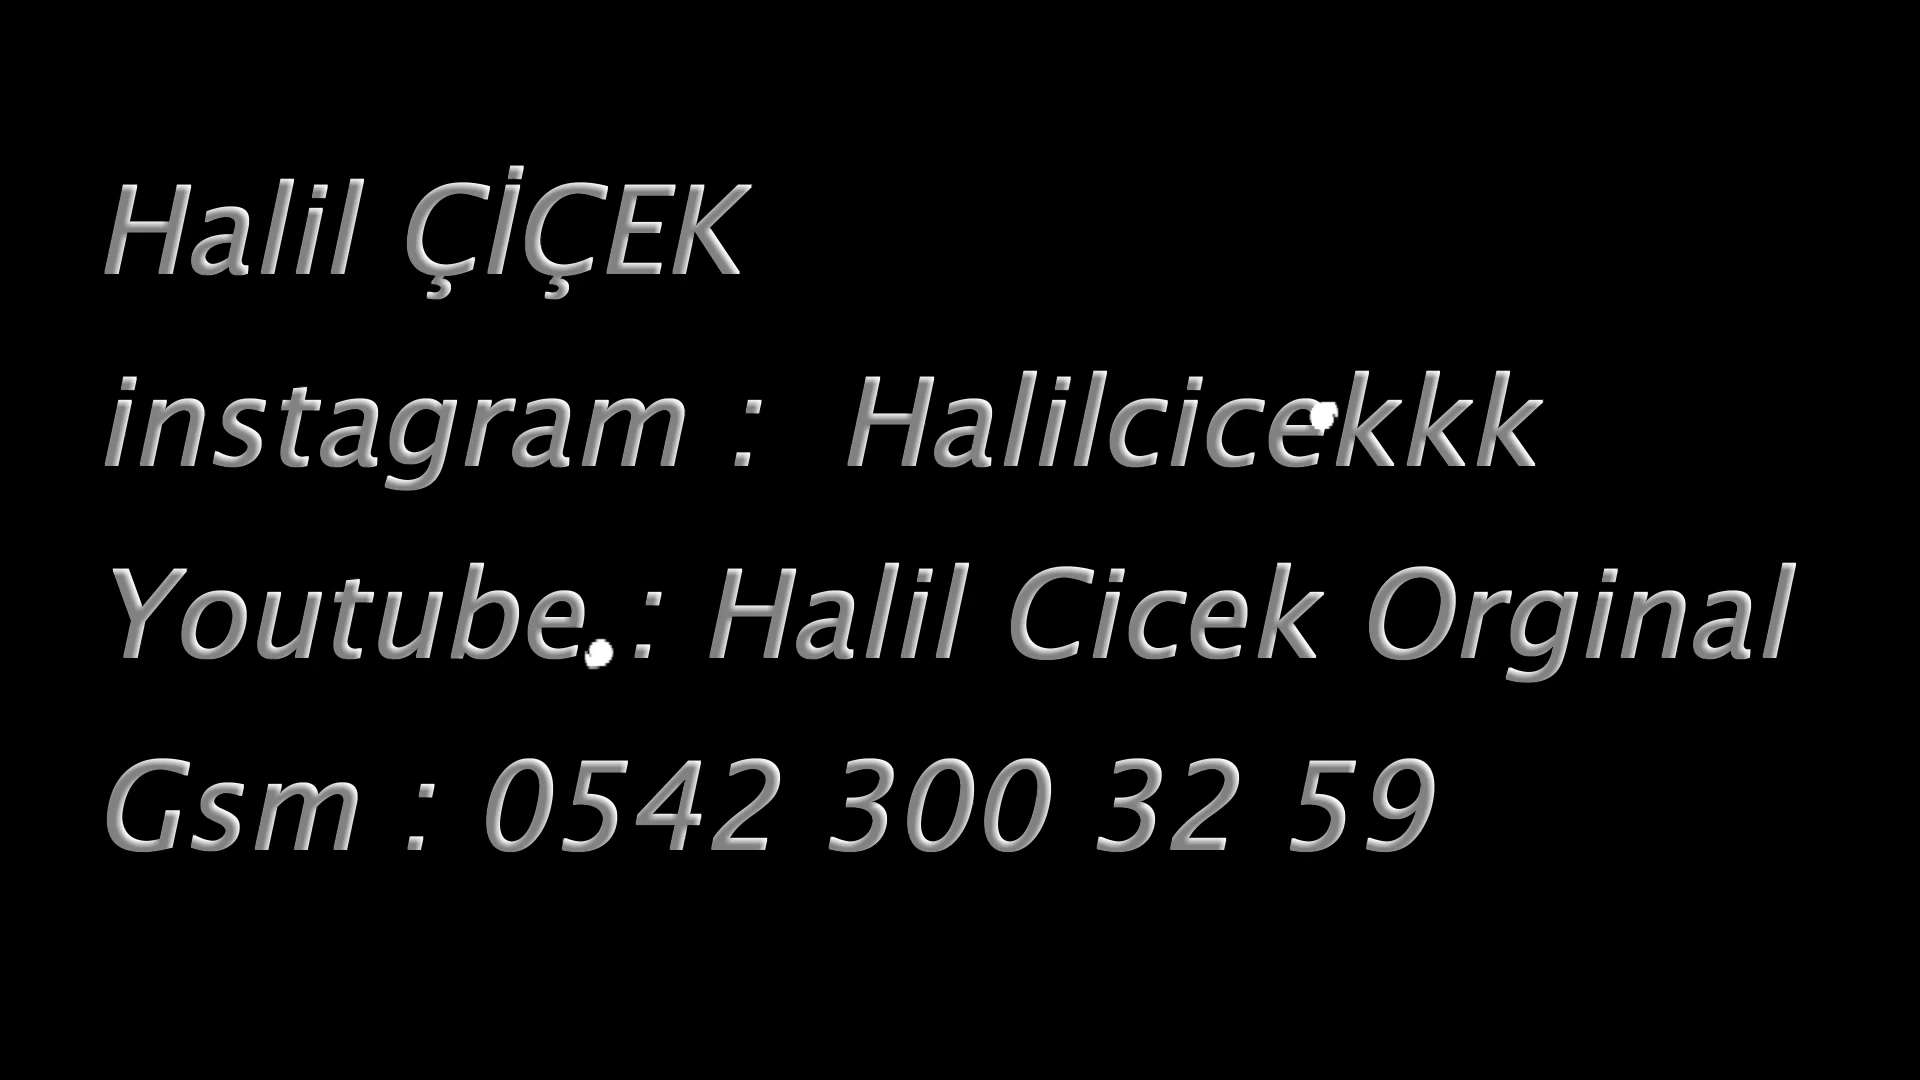 Halil ÇİÇEK
instagram : Halilcicekkk
Youtube : Halil Cicek Orginal
Gsm : 0542 300 32 59